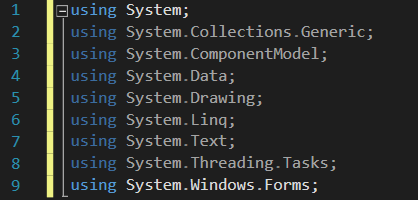 1 using System;
2 using System.Collections.Generic;
3 using System.ComponentModel;
4 using System.Data;
5 using System.Drawing;
6 using System.Linq;
7 using System.Text;
8 using System.Threading.Tasks;
9 using System.Windows.Forms;